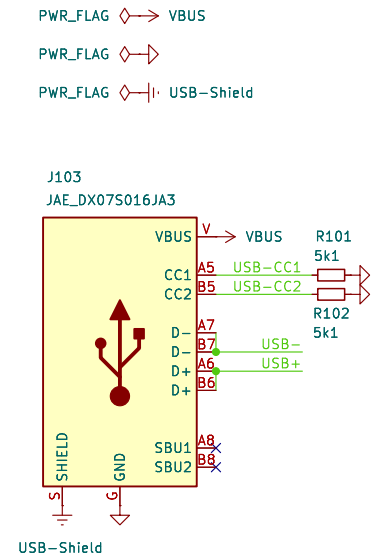 PWR_FLAG VBUS
PWR_FLAG
PWR_FLAG USB-Shield
J103
JAE_DX07S016JA3
VBUS V VBUS
R101
5k1
CC1 A5 USB-CC1
CC2 B5 USB-CC2
R102
5k1
D- A7
D- B7 USB-
D+ A6 USB+
D+ B6
SBU1 A8
SBU2 B8
SHIELD
GND
S
G
USB-Shield